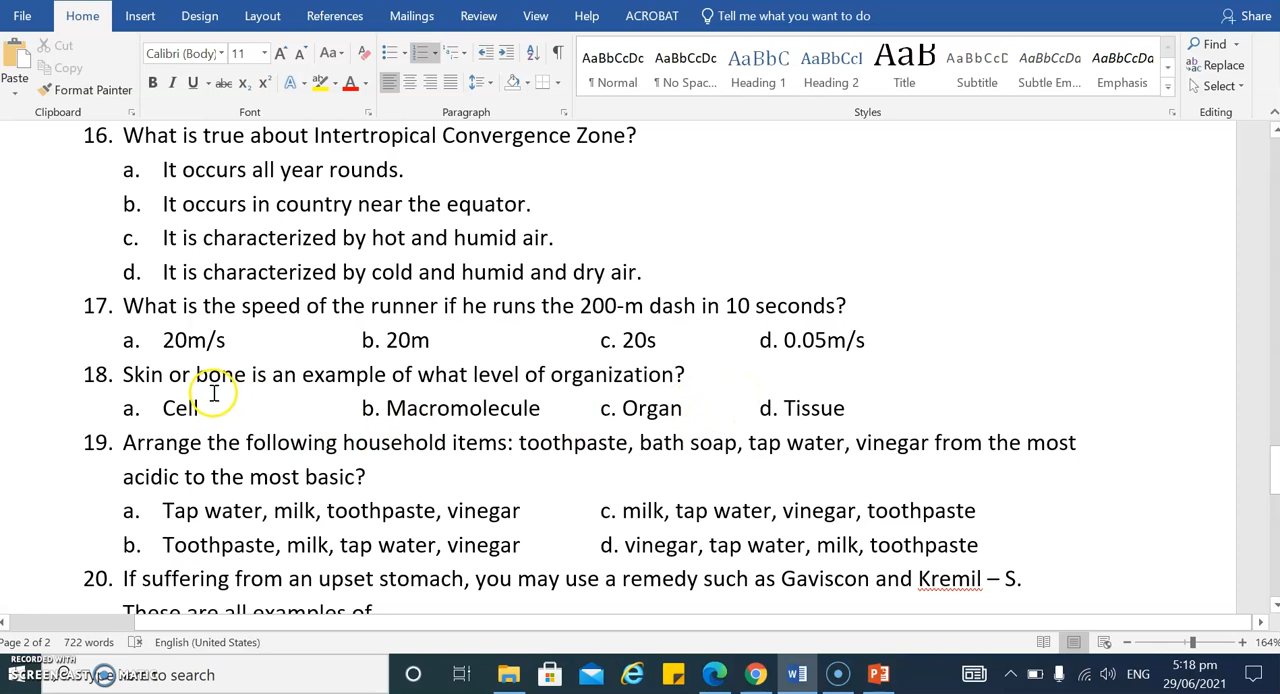 File Home Insert Design Layout References Mailings Review View Help ACROBAT Tell me what you want to do Share
Cut
Copy
Paste
Format Painter
Calibri (Body) 11
Clipboard Font Paragraph Styles Editing
AaBbCcDc AaBbCcDc AaBbC AaBbCcI AaB AaBbCcD AaBbCcDa AaBbCcDa
¶ Normal ¶ No Spac... Heading 1 Heading 2 Title Subtitle Subtle Em... Emphasis
Find
Replace
Select
16. What is true about Intertropical Convergence Zone?
a. It occurs all year rounds.
b. It occurs in country near the equator.
c. It is characterized by hot and humid air.
d. It is characterized by cold and humid and dry air.
17. What is the speed of the runner if he runs the 200-m dash in 10 seconds?
a. 20m/s b. 20m c. 20s d. 0.05m/s
18. Skin or bone is an example of what level of organization?
a. Cell b. Macromolecule c. Organ d. Tissue
19. Arrange the following household items: toothpaste, bath soap, tap water, vinegar from the most
acidic to the most basic?
a. Tap water, milk, toothpaste, vinegar c. milk, tap water, vinegar, toothpaste
b. Toothpaste, milk, tap water, vinegar d. vinegar, tap water, milk, toothpaste
20. If suffering from an upset stomach, you may use a remedy such as Gaviscon and Kremil – S.
These are all examples of
Page 2 of 2 722 words English (United States) 164%
RECORDED WITH
SCREENCAST MATIC
to search
ENG
5:18 pm
29/06/2021